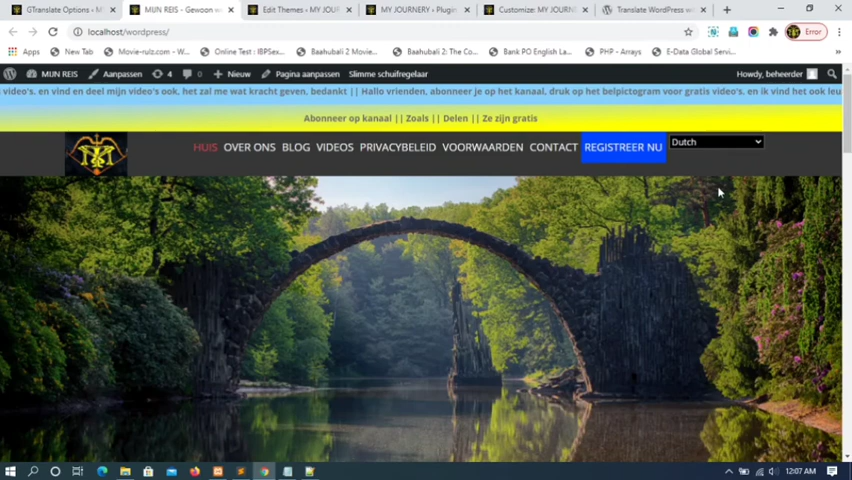 GTranslate Options ‹ MY J
MIJN REIS - Gewoon w
Edit Themes ‹ MY JOUR
MY JOURNERY ‹ Plugin
Customize: MY JOURN
Translate WordPress w
localhost/wordpress/
Error
Apps
New Tab
Movie-rulz.com - W
Online Test : IBPSex
Baahubali 2 Movie...
Baahubali 2: The Co...
Bank PO English La...
PHP - Arrays
E-Data Global Servi...
MIJN REIS
Aanpassen
4
Nieuw
Pagina aanpassen
Slimme schuifregelaar
Howdy, beheerder
s video's. en vind en deel mijn video's ook, het zal me wat kracht geven, bedankt || Hallo vrienden, abonneer je op het kanaal, druk op het belpictogram voor gratis video's. en ik vind het ook leu
Abonneer op kanaal || Zoals || Delen || Ze zijn gratis
HUIS OVER ONS BLOG VIDEOS PRIVACYBELEID VOORWAARDEN CONTACT REGISTREER NU
Dutch
12:07 AM